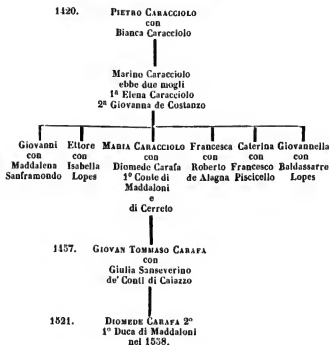 1420. PIETRO CARACCIOLO
con
Bianca Caracciolo
Marino Caracciolo
ebbe due mogli
1ª Elena Caracciolo
2ª Giovanna de Costanzo
Giovanni Ettore MARIA CARACCIOLO Francesca Caterina Giovannella
con con con con con con
Maddalena Isabella Diomede Carafa Roberto Francesco Baldassarre
Sanframondo Lopes 1º Conte di de Alagna Piscicello Lopes
Maddaloni
e
di Cerreto
1457. GIOVAN TOMMASO CARAFA
con
Giulia Sanseverino
de' Conti di Caiazzo
1521. DIOMEDE CARAFA 2º
1º Duca di Maddaloni
nel 1558.